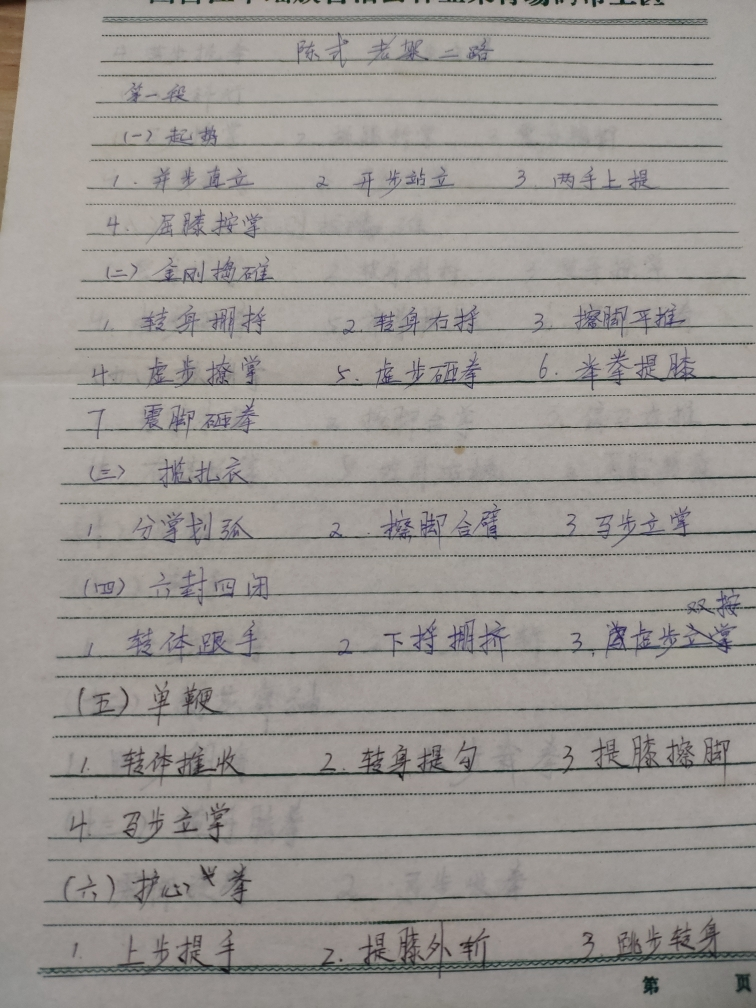 陈式 老架二路
第一段
(一) 起势
1. 并步直立 2. 开步站立 3. 两手上提
4. 屈膝按掌
(二) 金刚捣碓
1. 转身掤捋 2. 转身右捋 3. 擦脚平推
4. 虚步撩掌 5. 虚步砸拳 6. 举拳提膝
7 震脚砸拳
(三) 揽扎衣
1. 分掌划弧 2. 擦脚合臂 3 马步立掌
(四) 六封四闭
1. 转体跟手 2 下捋掤挤 3. 虚步双按
(五) 单鞭
1. 转体推收 2. 转身提勾 3 提膝擦脚
4. 马步立掌
(六) 护心拳
1. 上步提手 2. 提膝外 3. 跳步转身
第 页